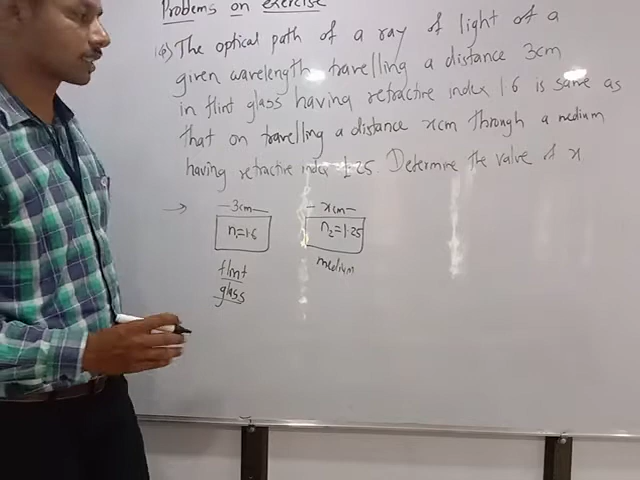 Problems on exercise
Q) The optical path of a ray of light of a
given wavelength travelling a distance 3cm
in flint glass having refractive index 1.6 is same as
that on travelling a distance xcm through a medium
having refractive index 1.25. Determine the value of x
→ -3cm- -xcm-
n=1.6 n₂=1.25
flint medium
glass